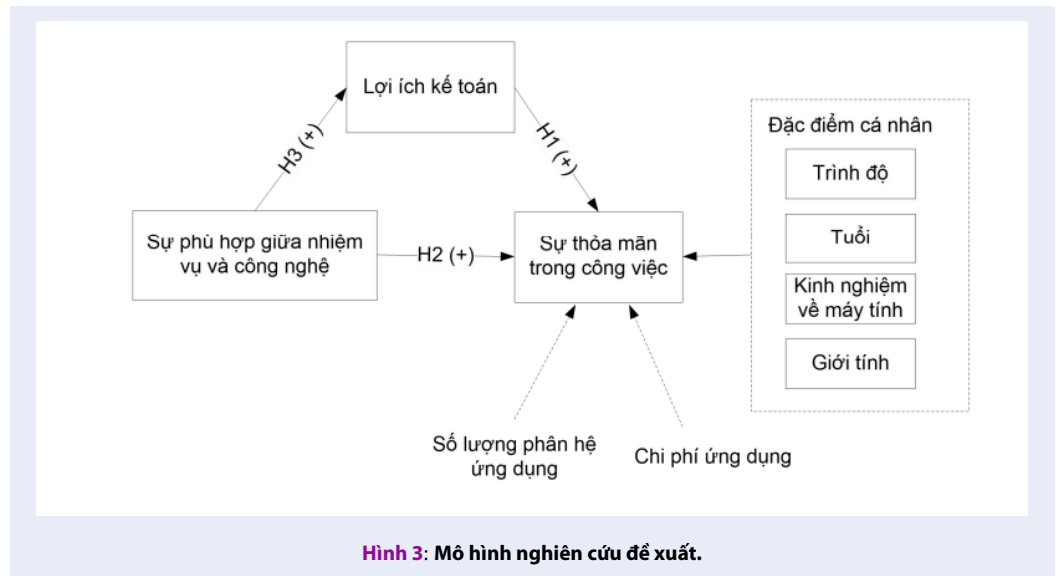 Lợi ích kế toán
H3 (+)
H1 (+)
Sự phù hợp giữa nhiệm
vụ và công nghệ
H2 (+)
Sự thỏa mãn
trong công việc
Đặc điểm cá nhân
Trình độ
Tuổi
Kinh nghiệm
về máy tính
Giới tính
Số lượng phân hệ
ứng dụng
Chi phí ứng dụng
Hình 3: Mô hình nghiên cứu đề xuất.